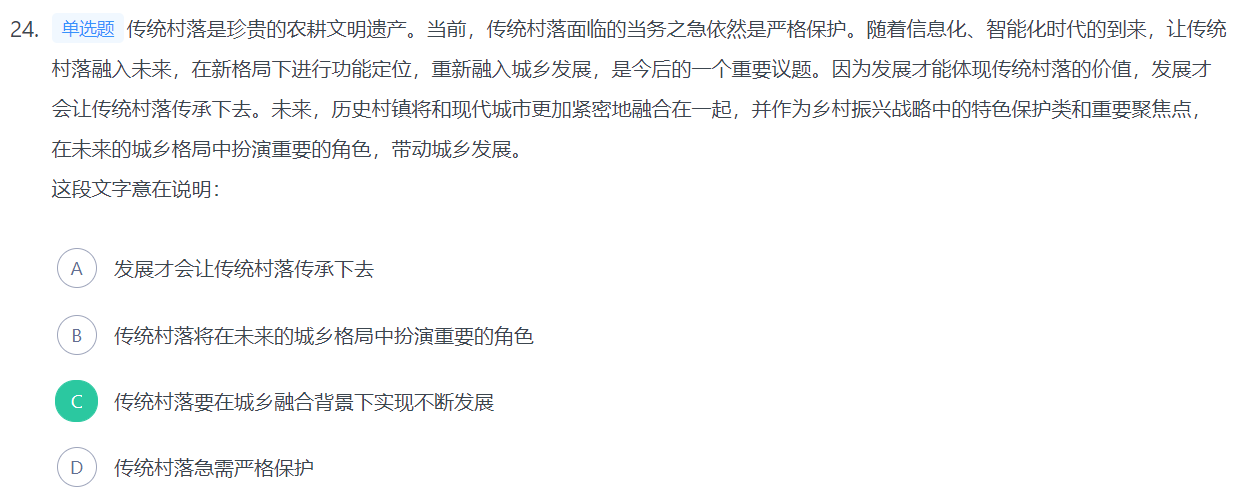 24. 单选题 传统村落是珍贵的农耕文明遗产。当前，传统村落面临的当务之急依然是严格保护。随着信息化、智能化时代的到来，让传统
村落融入未来，在新格局下进行功能定位，重新融入城乡发展，是今后的一个重要议题。因为发展才能体现传统村落的价值，发展才
会让传统村落传承下去。未来，历史村镇将和现代城市更加紧密地融合在一起，并作为乡村振兴战略中的特色保护类和重要聚焦点，
在未来的城乡格局中扮演重要的角色，带动城乡发展。
这段文字意在说明：
A 发展才会让传统村落传承下去
B 传统村落将在未来的城乡格局中扮演重要的角色
C 传统村落要在城乡融合背景下实现不断发展
D 传统村落急需严格保护